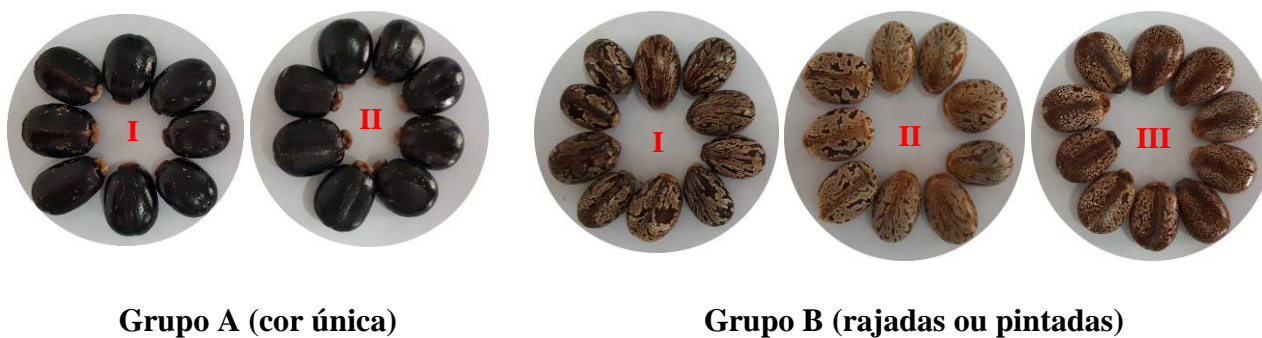 I
II
I
II
III
Grupo A (cor única)
Grupo B (rajadas ou pintadas)